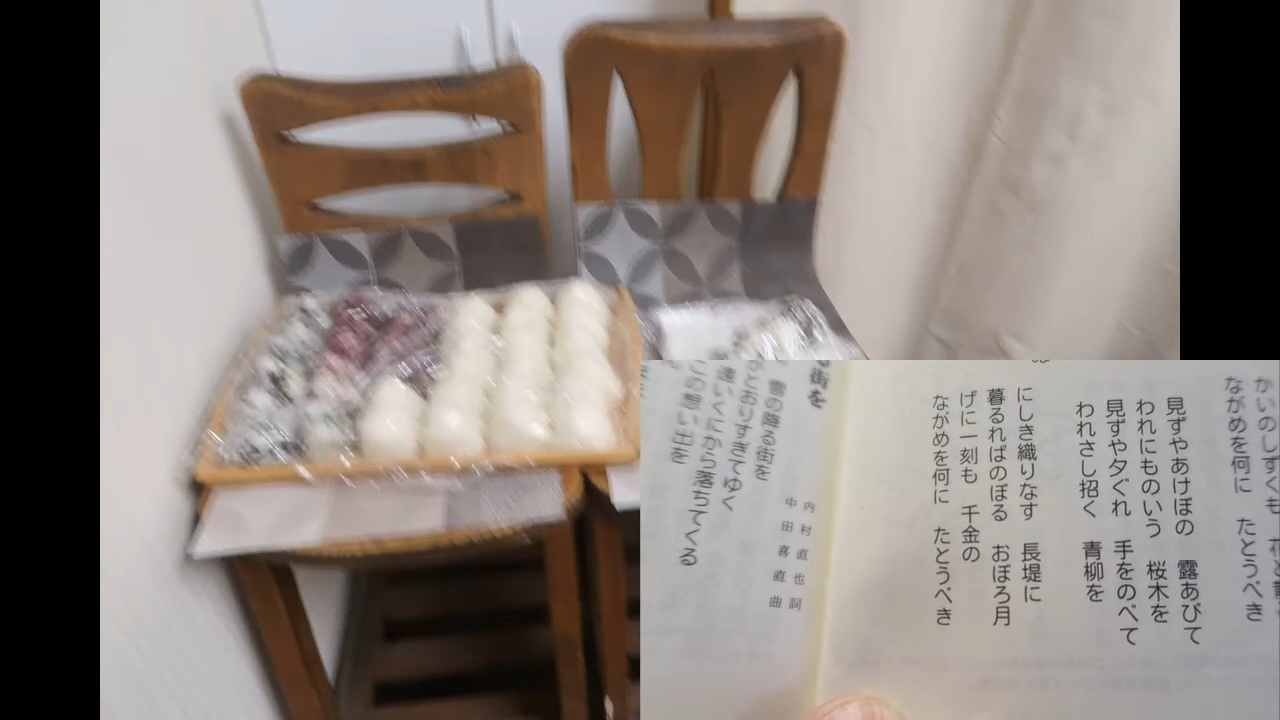 かいのしずくも 花と
ながめを何に たとうべき
見ずやあけぼの 露あびて
われにものいう 桜木を
見ずや夕ぐれ 手をのべて
われさし招く 青柳を
にしき織りなす 長堤に
暮るればのぼる おぼろ月
げに一刻も 千金の
ながめを何に たとうべき
る街を
内村直也 詞
中田喜直 曲
雪の降る街を
とおりすぎてゆく
遠いくにから落ちてくる
この想い出を